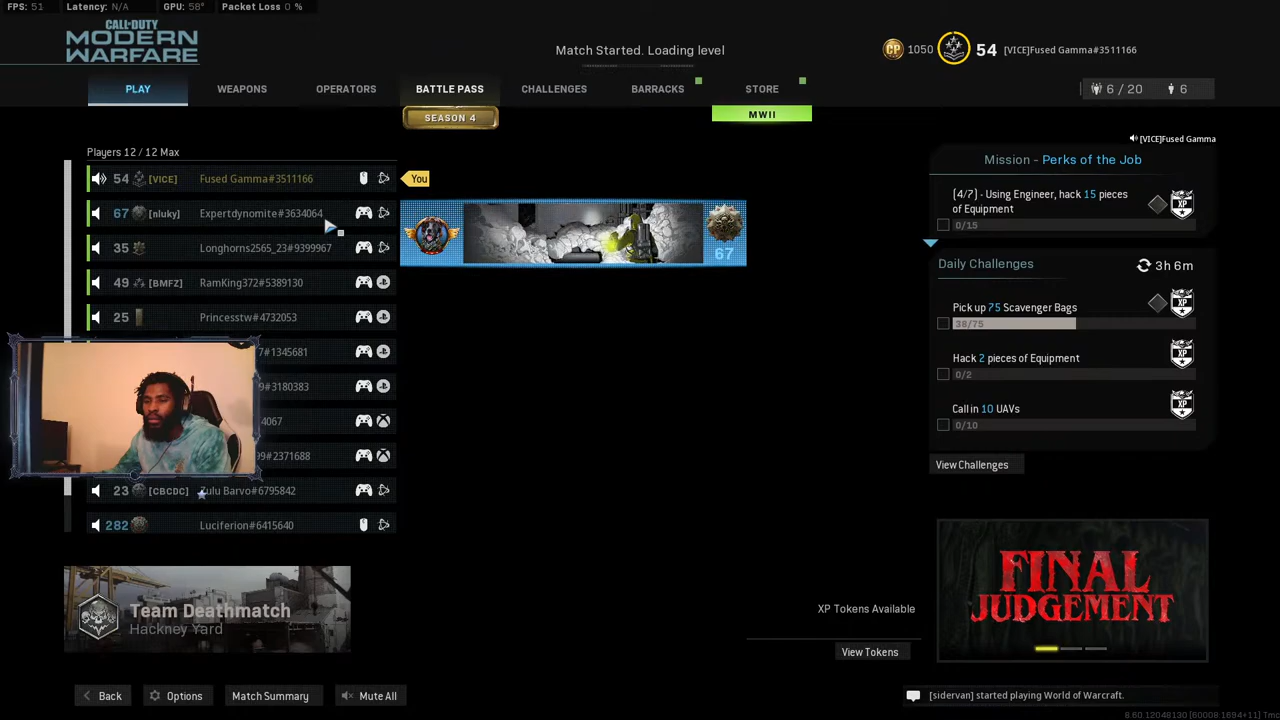 FPS: 51 Latency: N/A GPU: 58° Packet Loss 0 %
CALL·DUTY
MODERN
WARFARE
Match Started. Loading level
CP 1050 54 [VICE]Fused Gamma#3511166
PLAY WEAPONS OPERATORS BATTLE PASS CHALLENGES BARRACKS STORE
6 / 20 6
SEASON 4
MWII
Players 12 / 12 Max
54 [VICE] Fused Gamma#3511166
You
67 [nluky] Expertdynomite#3634064
67
35 Longhorns2565_23#9399967
49 [BMFZ] RamKing372#5389130
25 Princesstw#4732053
7#1345681
9#3180383
4067
99#2371688
23 [CBCDC] Zulu Barvo#6795842
282 Luciferion#6415640
Team Deathmatch
Hackney Yard
[VICE]Fused Gamma
Mission - Perks of the Job
(4/7) - Using Engineer, hack 15 pieces
of Equipment
0/15
Daily Challenges 3h 6m
Pick up 75 Scavenger Bags
XP
38/75
Hack 2 pieces of Equipment
XP
0/2
Call in 10 UAVs
XP
0/10
View Challenges
FINAL
JUDGEMENT
XP Tokens Available
View Tokens
Back Options Match Summary Mute All
[sidervan] started playing World of Warcraft.